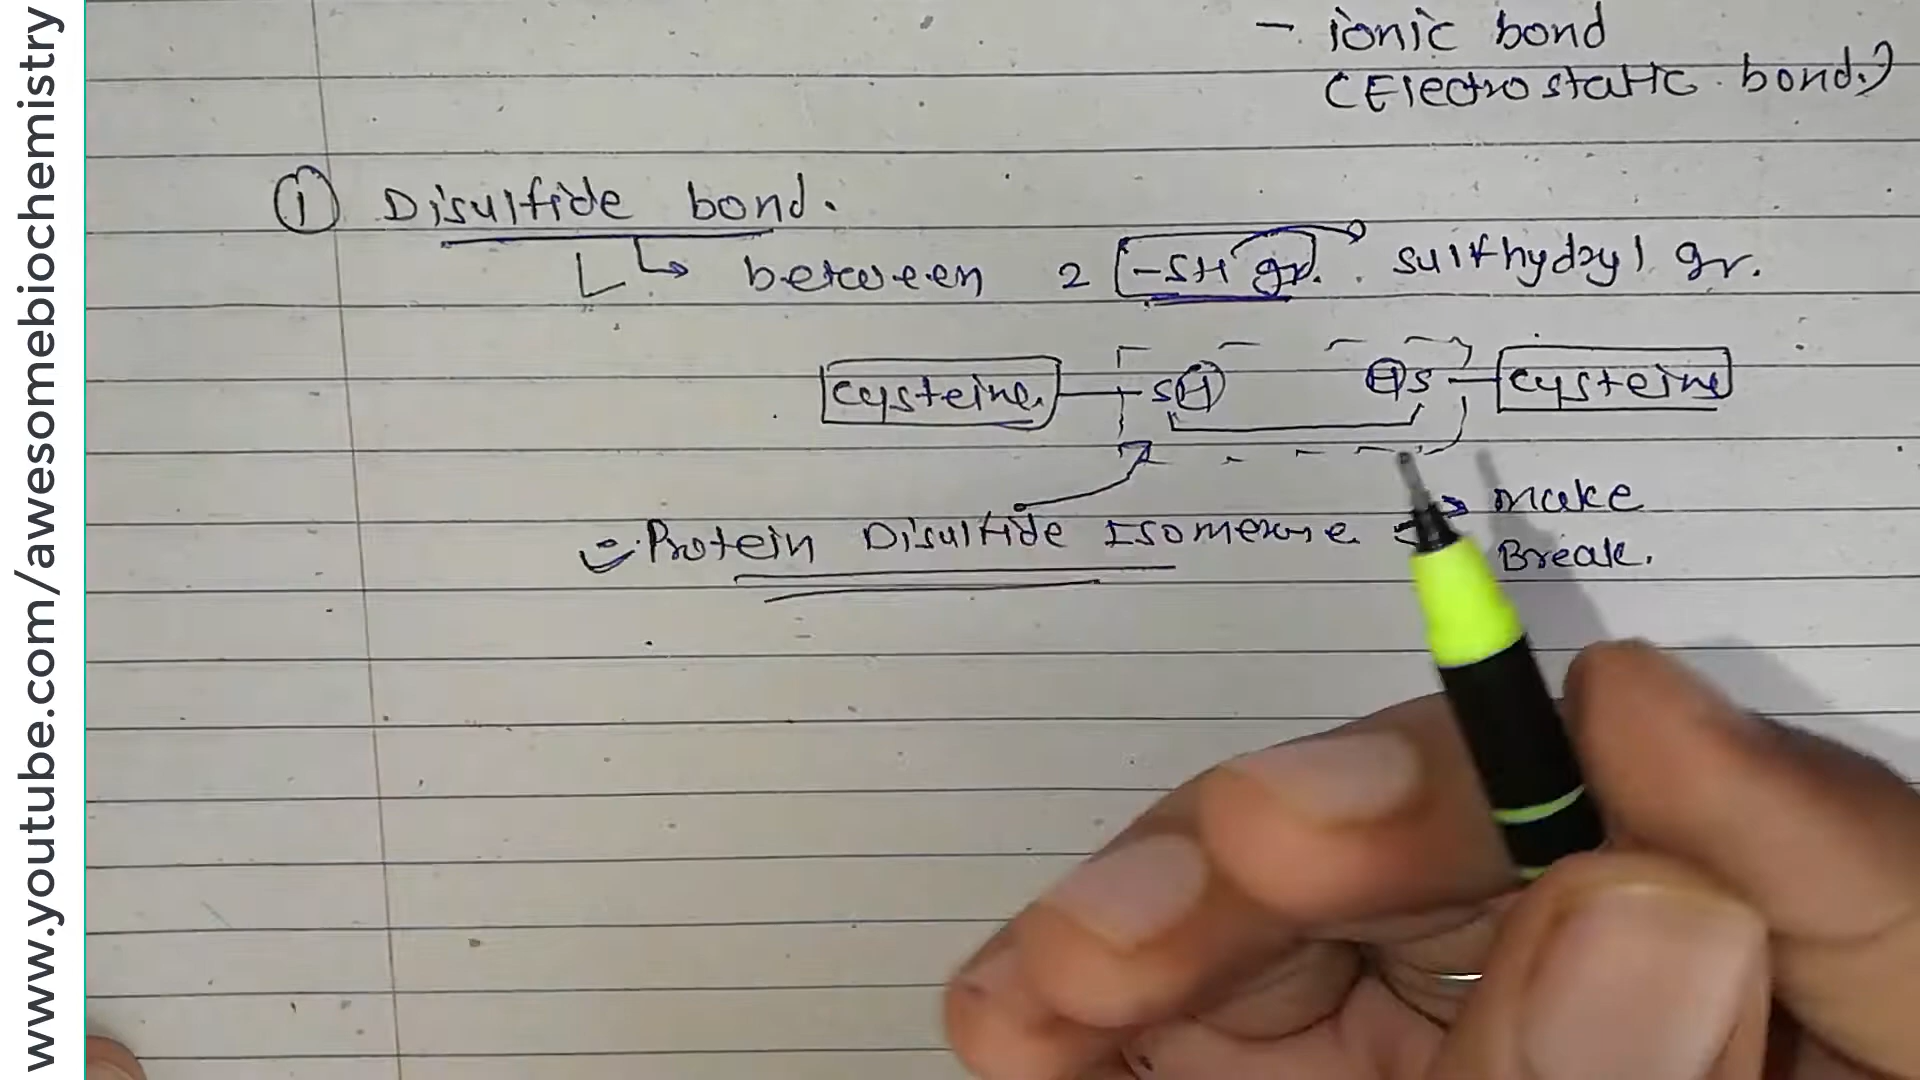 www.youtube.com/awesomebiochemistry
- ionic bond
(Electrostatic bond.)
① Disulfide bond.
between 2 -SH gr. sulfhydryl gr.
cysteine SH HS cysteine
Protein Disulfide Isomerase → make
Break.